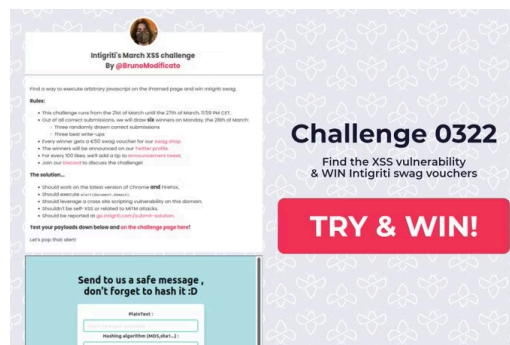 Intigriti's March XSS challenge
By @BrunoModificato
Find a way to execute arbitrary javascript on the iframed page and win Intigriti swag.
Rules:
This challenge runs from the 21st of March until the 27th of March, 11:59 PM CET.
Out of all correct submissions, we will draw six winners on Monday, the 28th of March:
Three randomly drawn correct submissions
Three best write-ups
Every winner gets a €50 swag voucher for our swag shop
The winners will be announced on our Twitter profile.
For every 100 likes, we'll add a tip to announcement tweet.
Join our Discord to discuss the challenge!
The solution...
Should work on the latest version of Chrome and Firefox.
Should execute alert(document.domain).
Should leverage a cross site scripting vulnerability on this domain.
Shouldn't be self-XSS or related to MiTM attacks.
Should be reported at go.intigriti.com/submit-solution.
Test your payloads down below and on the challenge page here!
Let's pop that alert!
Send to us a safe message ,
don't forget to hash it :D
PlainText :
Hashing algorithm (MD5,sha1...) :
Challenge 0322
Find the XSS vulnerability
& WIN Intigriti swag vouchers
TRY & WIN!